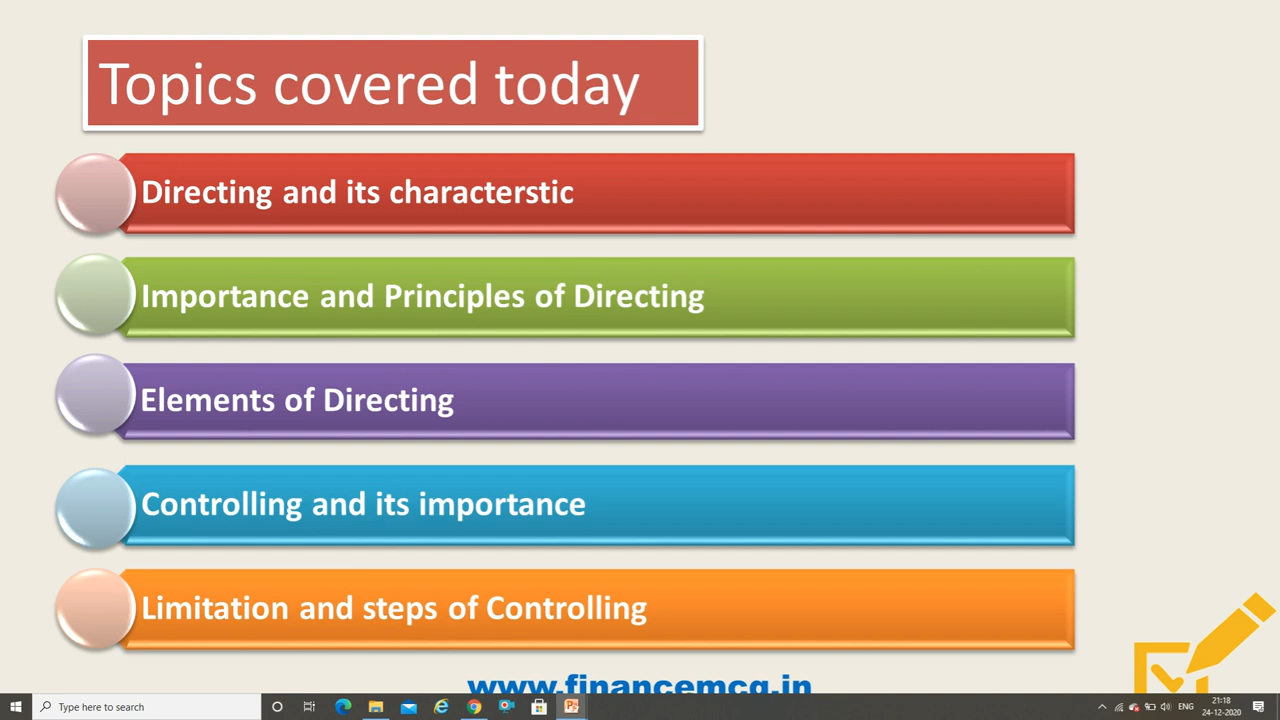 Topics covered today
Directing and its characterstic
Importance and Principles of Directing
Elements of Directing
Controlling and its importance
Limitation and steps of Controlling
www.financemcq.in
Type here to search
ENG
21:18
24-12-2020